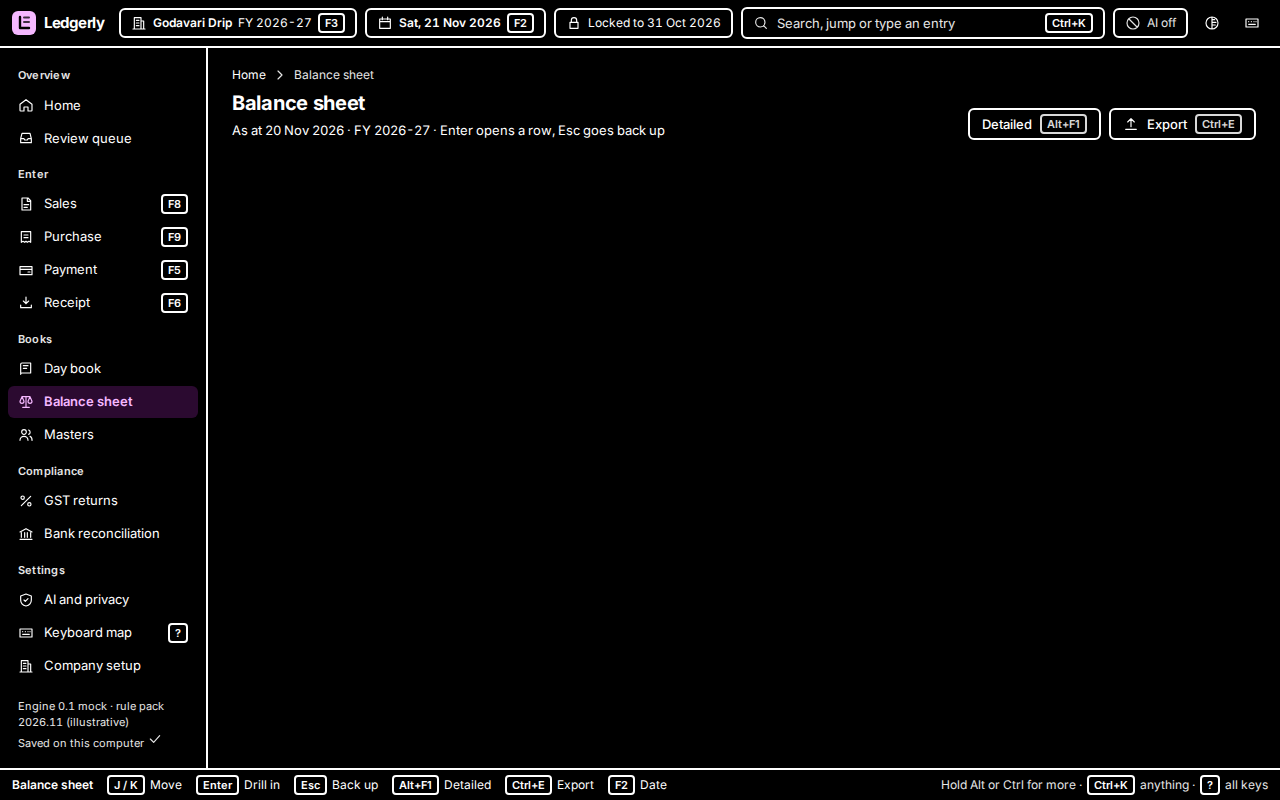 Ledgerly
Godavari Drip FY 2026-27 F3
Sat, 21 Nov 2026 F2
Locked to 31 Oct 2026
Search, jump or type an entry Ctrl+K
AI off
Overview
Home
Review queue
Enter
Sales F8
Purchase F9
Payment F5
Receipt F6
Books
Day book
Balance sheet
Masters
Compliance
GST returns
Bank reconciliation
Settings
AI and privacy
Keyboard map ?
Company setup
Engine 0.1 mock · rule pack
2026.11 (illustrative)
Saved on this computer
Home Balance sheet
Balance sheet
As at 20 Nov 2026 · FY 2026-27 · Enter opens a row, Esc goes back up
Detailed Alt+F1
Export Ctrl+E
Balance sheet J / K Move Enter Drill in Esc Back up Alt+F1 Detailed Ctrl+E Export F2 Date
Hold Alt or Ctrl for more · Ctrl+K anything · ? all keys